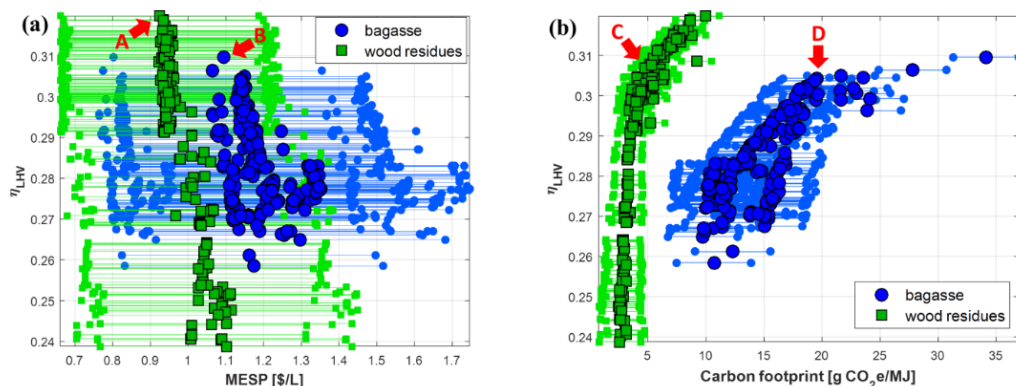 (a)
A
B
bagasse
wood residues
0.31
0.3
0.29
0.28
0.27
0.26
0.25
0.24
ηLHV
0.7 0.8 0.9 1 1.1 1.2 1.3 1.4 1.5 1.6 1.7
MESP [$/L]
(b)
C
D
0.31
0.3
0.29
0.28
0.27
0.26
0.25
0.24
ηLHV
bagasse
wood residues
5 10 15 20 25 30 35
Carbon footprint [g CO2e/MJ]